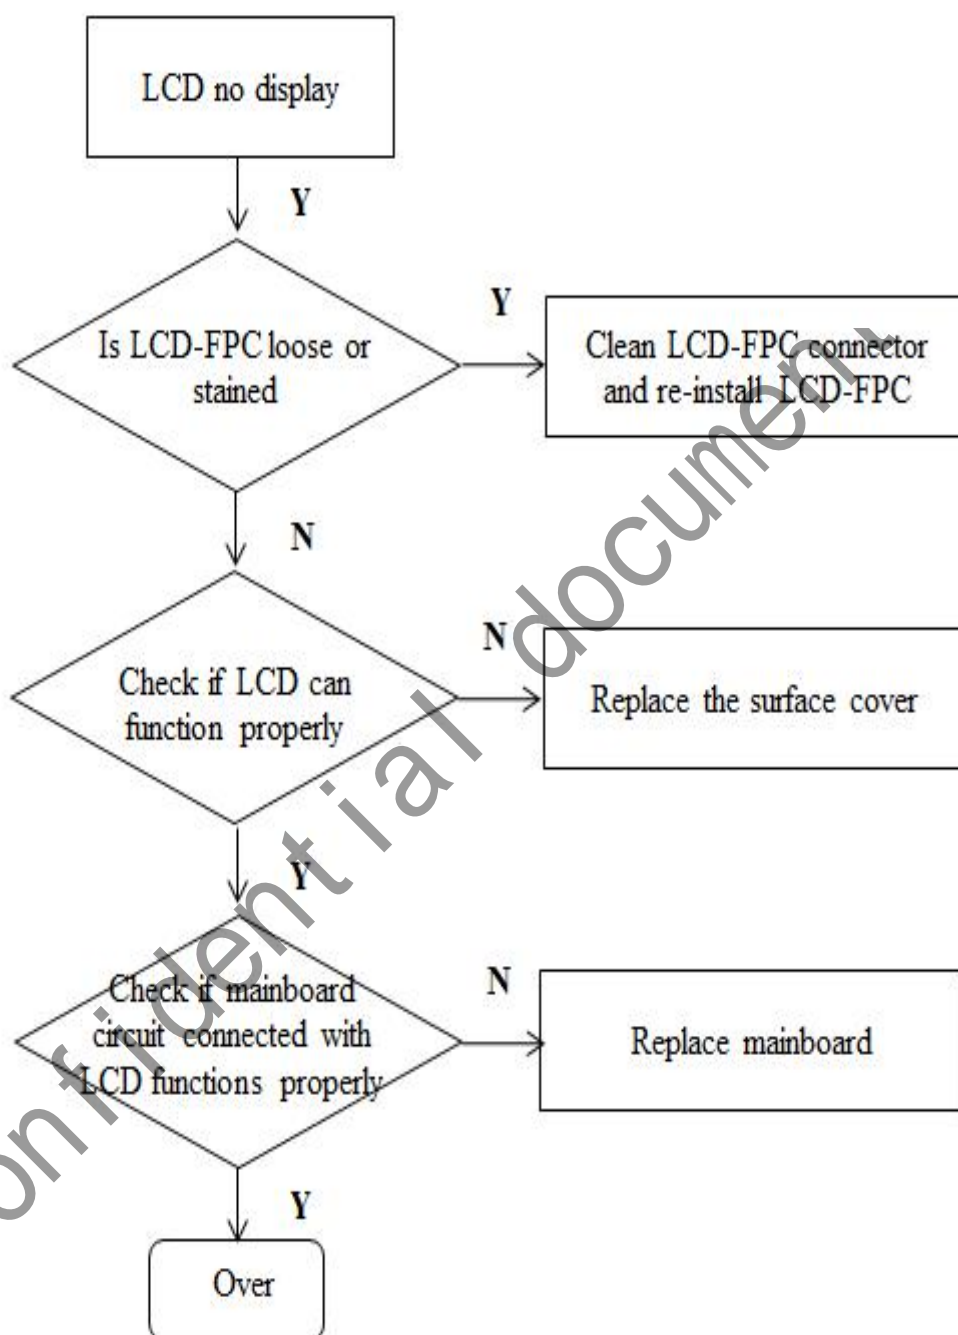 LCD no display
Y
Is LCD-FPC loose or
stained
Y
Clean LCD-FPC connector
and re-install LCD-FPC
N
Check if LCD can
function properly
N
Replace the surface cover
Y
Check if mainboard
circuit connected with
LCD functions properly
N
Replace mainboard
Y
Over
onfidential document